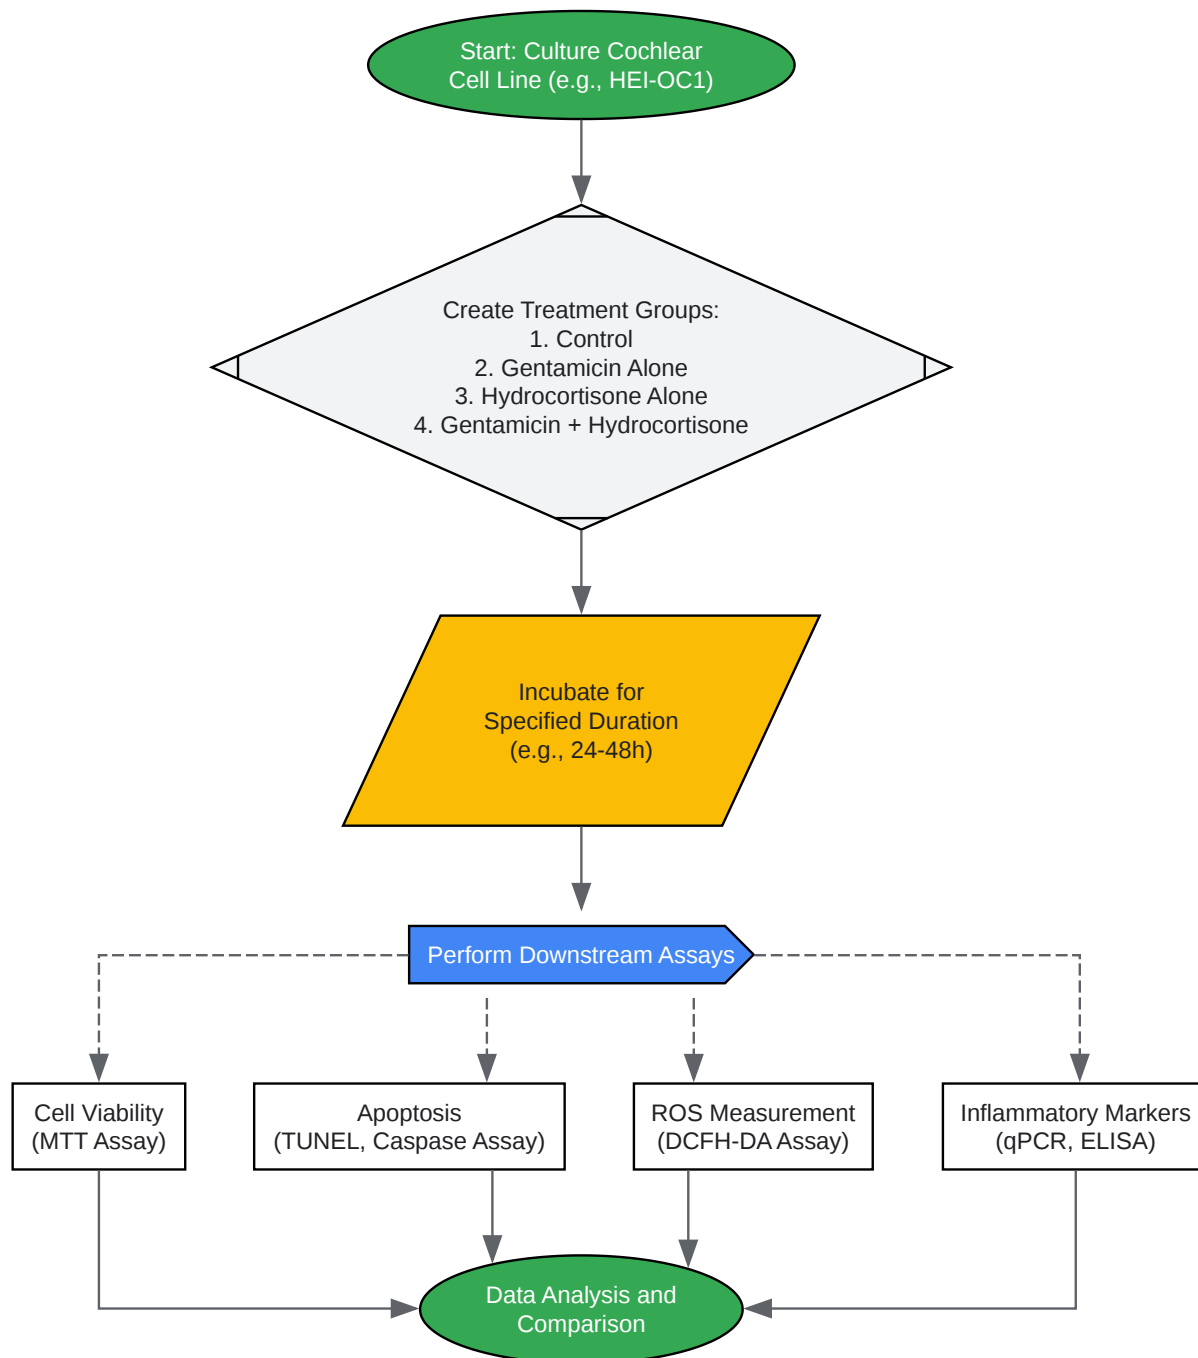 Start: Culture Cochlear
Cell Line (e.g., HEI-OC1)
Create Treatment Groups:
1. Control
2. Gentamicin Alone
3. Hydrocortisone Alone
4. Gentamicin + Hydrocortisone
Incubate for
Specified Duration
(e.g., 24-48h)
Perform Downstream Assays
Cell Viability
(MTT Assay)
Apoptosis
(TUNEL, Caspase Assay)
ROS Measurement
(DCFH-DA Assay)
Inflammatory Markers
(qPCR, ELISA)
Data Analysis and
Comparison